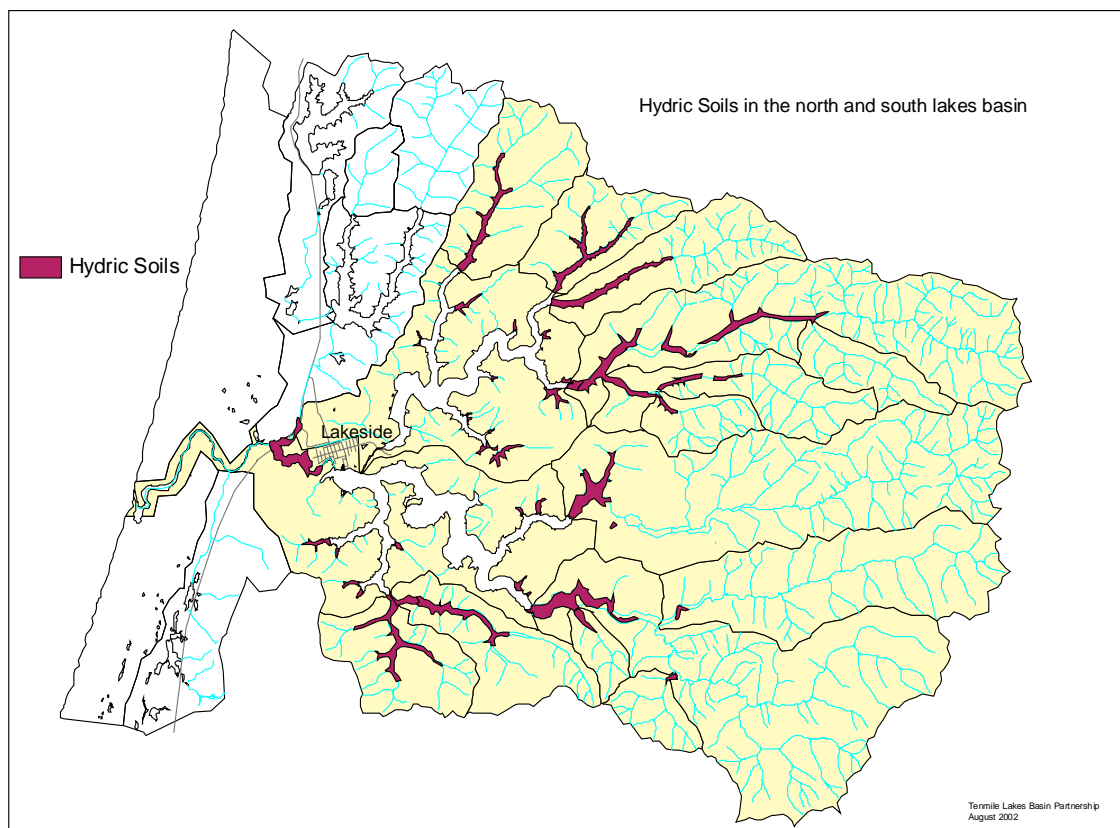 Hydric Soils in the north and south lakes basin
Hydric Soils
Lakeside
Tenmile Lakes Basin Partnership
August 2002